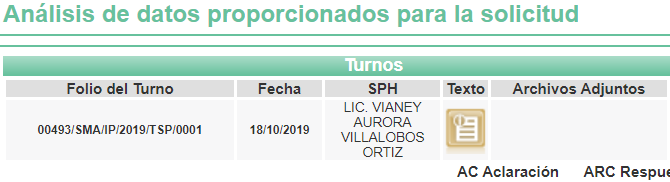 Análisis de datos proporcionados para la solicitud
Turnos
Folio del Turno Fecha SPH Texto Archivos Adjuntos
00493/SMA/IP/2019/TSP/0001 18/10/2019 LIC. VIANEY
AURORA
VILLALOBOS
ORTIZ
AC Aclaración ARC Respue